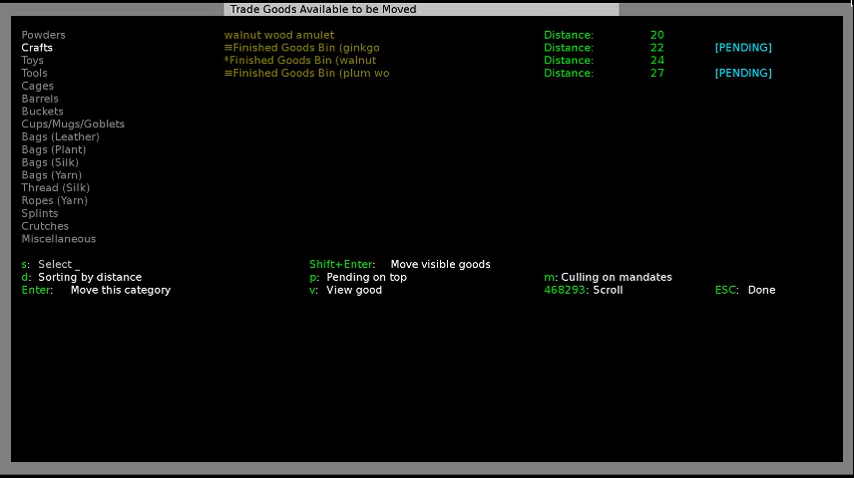 Trade Goods Available to be Moved
Powders walnut wood amulet Distance: 20
Crafts ≡Finished Goods Bin (ginkgo Distance: 22 [PENDING]
Toys *Finished Goods Bin (walnut Distance: 24
Tools ≡Finished Goods Bin (plum wo Distance: 27 [PENDING]
Cages
Barrels
Buckets
Cups/Mugs/Goblets
Bags (Leather)
Bags (Plant)
Bags (Silk)
Bags (Yarn)
Thread (Silk)
Ropes (Yarn)
Splints
Crutches
Miscellaneous
s: Select _ Shift+Enter: Move visible goods
d: Sorting by distance p: Pending on top m: Culling on mandates
Enter: Move this category v: View good 468293: Scroll ESC: Done